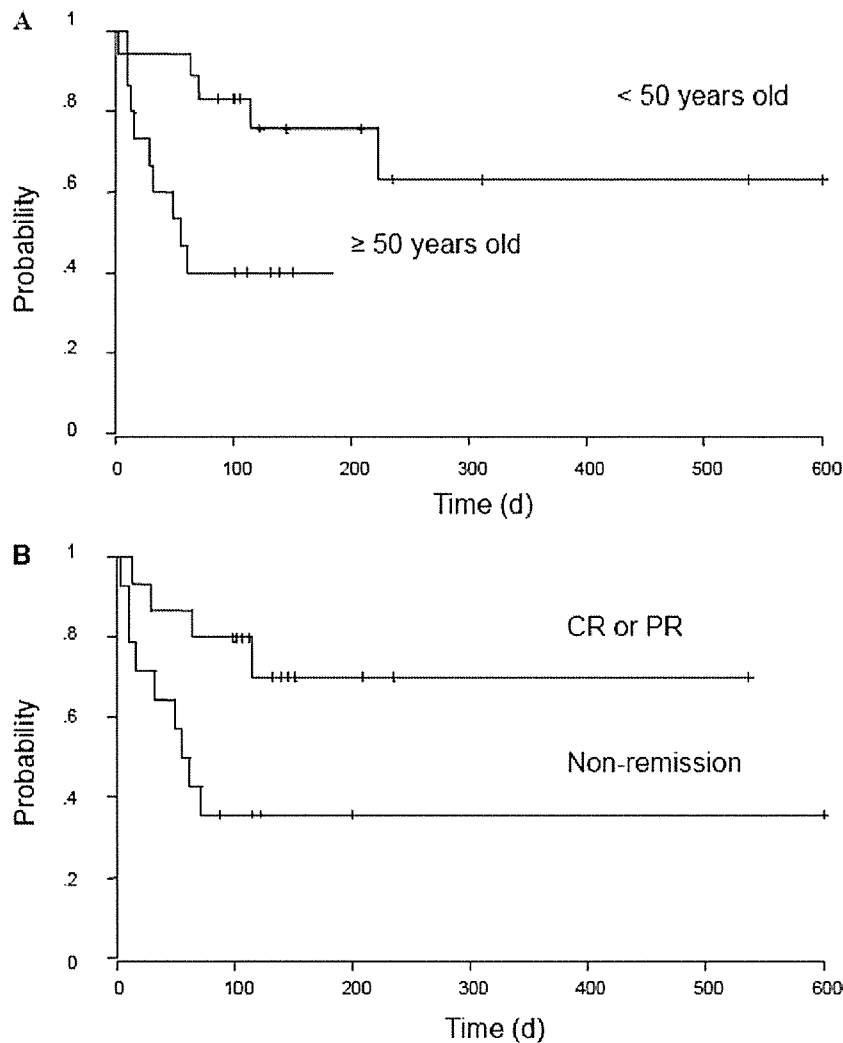 A
1
.8
.6
.4
.2
0
Probability
< 50 years old
≥ 50 years old
0 100 200 300 400 500 600
Time (d)
B
1
.8
.6
.4
.2
0
Probability
CR or PR
Non-remission
0 100 200 300 400 500 600
Time (d)